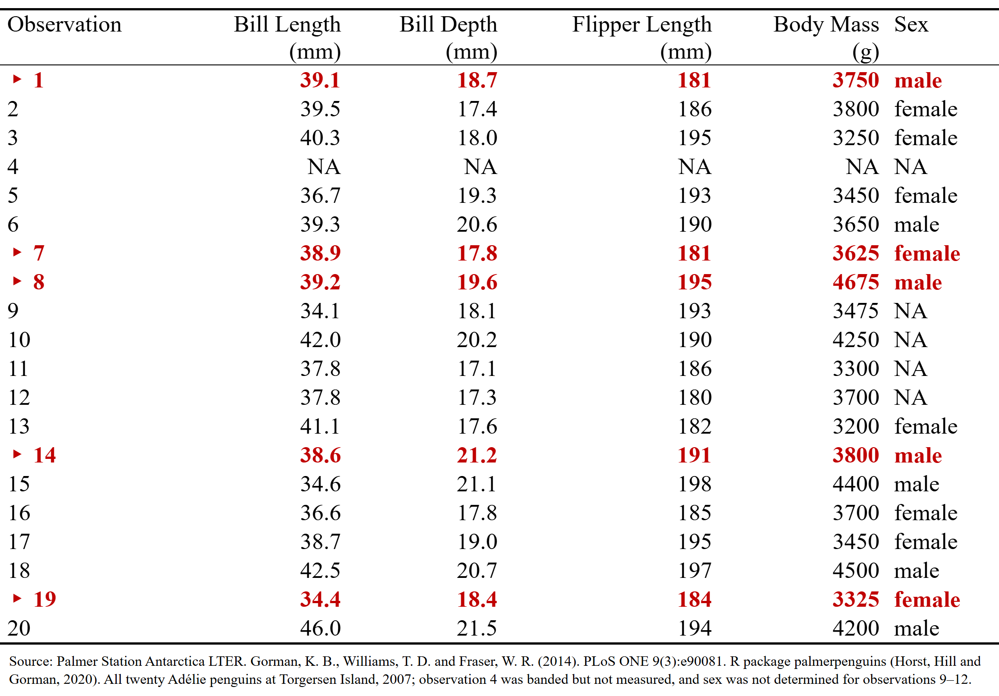 Observation Bill Length Bill Depth Flipper Length Body Mass Sex
(mm) (mm) (mm) (g)
▸ 1 39.1 18.7 181 3750 male
2 39.5 17.4 186 3800 female
3 40.3 18.0 195 3250 female
4 NA NA NA NA NA
5 36.7 19.3 193 3450 female
6 39.3 20.6 190 3650 male
▸ 7 38.9 17.8 181 3625 female
▸ 8 39.2 19.6 195 4675 male
9 34.1 18.1 193 3475 NA
10 42.0 20.2 190 4250 NA
11 37.8 17.1 186 3300 NA
12 37.8 17.3 180 3700 NA
13 41.1 17.6 182 3200 female
▸ 14 38.6 21.2 191 3800 male
15 34.6 21.1 198 4400 male
16 36.6 17.8 185 3700 female
17 38.7 19.0 195 3450 female
18 42.5 20.7 197 4500 male
▸ 19 34.4 18.4 184 3325 female
20 46.0 21.5 194 4200 male
Source: Palmer Station Antarctica LTER. Gorman, K. B., Williams, T. D. and Fraser, W. R. (2014). PLoS ONE 9(3):e90081. R package palmerpenguins (Horst, Hill and
Gorman, 2020). All twenty Adélie penguins at Torgersen Island, 2007; observation 4 was banded but not measured, and sex was not determined for observations 9–12.